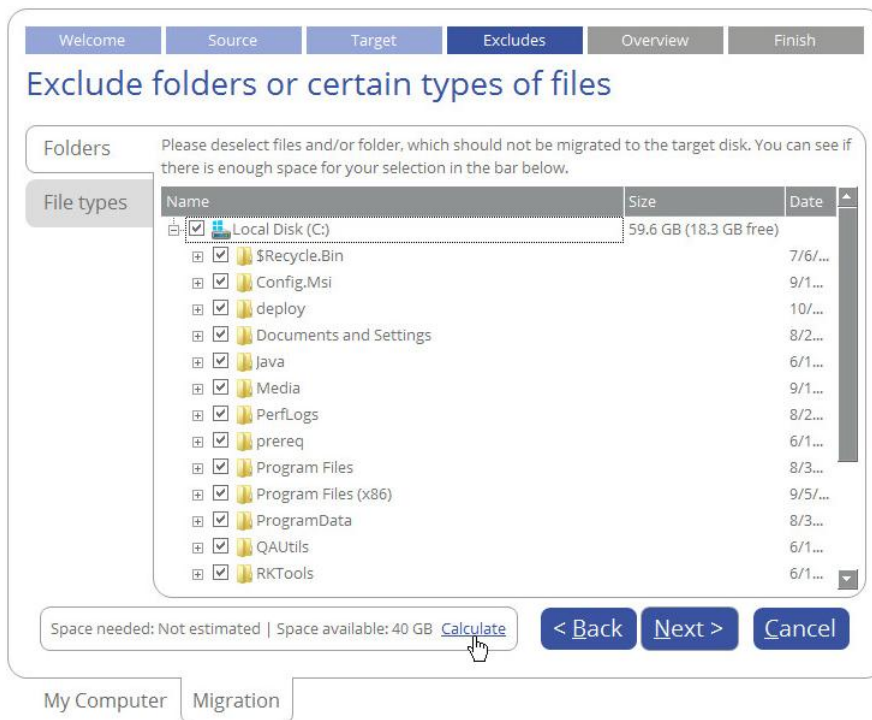 Welcome Source Target Excludes Overview Finish
Exclude folders or certain types of files
Folders
File types
Please deselect files and/or folder, which should not be migrated to the target disk. You can see if
there is enough space for your selection in the bar below.
Name Size Date
Local Disk (C:) 59.6 GB (18.3 GB free)
$Recycle.Bin 7/6/...
Config.Msi 9/1...
deploy 10/...
Documents and Settings 8/2...
Java 6/1...
Media 9/1...
PerfLogs 8/2...
prereq 6/1...
Program Files 8/3...
Program Files (x86) 9/5/...
ProgramData 8/3...
QAUtils 6/1...
RKTools 6/1...
Space needed: Not estimated | Space available: 40 GB Calculate
< Back Next > Cancel
My Computer Migration